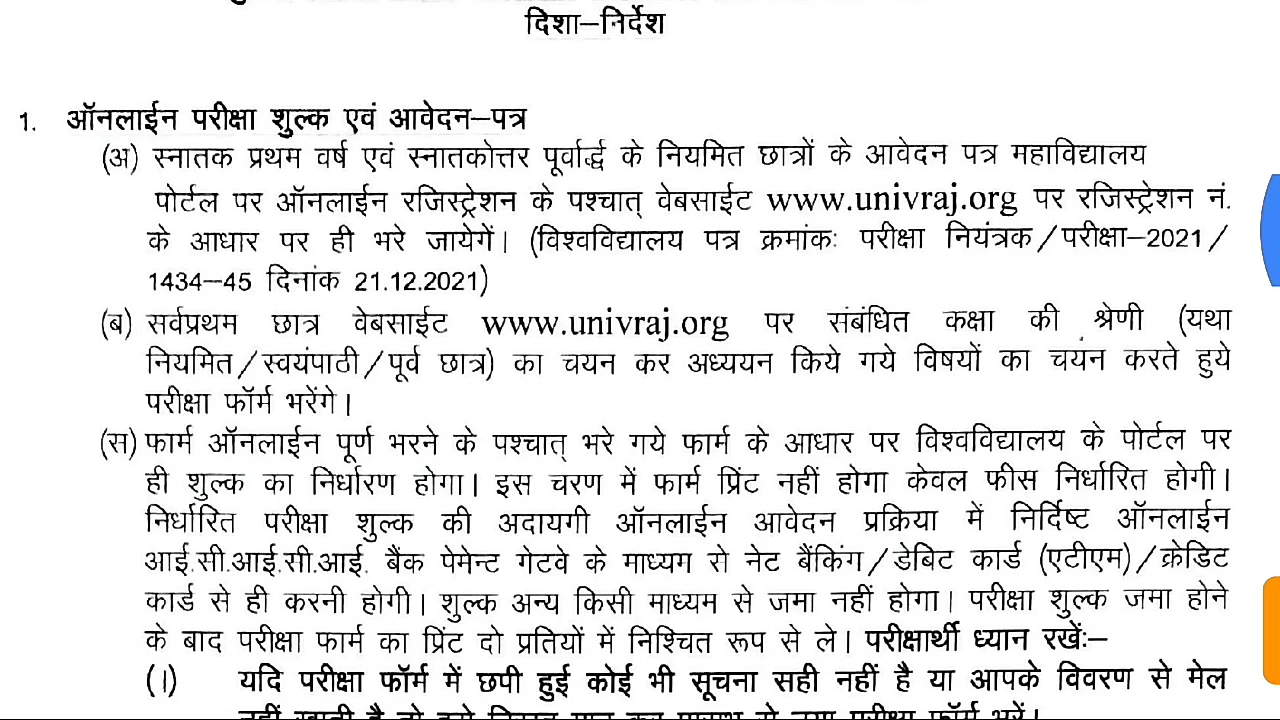 दिशा–निर्देश
1. ऑनलाईन परीक्षा शुल्क एवं आवेदन–पत्र
(अ) स्नातक प्रथम वर्ष एवं स्नातकोत्तर पूर्वार्द्ध के नियमित छात्रों के आवेदन पत्र महाविद्यालय
पोर्टल पर ऑनलाईन रजिस्ट्रेशन के पश्चात् वेबसाईट www.univraj.org पर रजिस्ट्रेशन नं.
के आधार पर ही भरे जायेगें। (विश्वविद्यालय पत्र क्रमांकः परीक्षा नियंत्रक/परीक्षा–2021/
1434–45 दिनांक 21.12.2021)
(ब) सर्वप्रथम छात्र वेबसाईट www.univraj.org पर संबंधित कक्षा की श्रेणी (यथा
नियमित/स्वयंपाठी/पूर्व छात्र) का चयन कर अध्ययन किये गये विषयों का चयन करते हुये
परीक्षा फॉर्म भरेंगे।
(स) फार्म ऑनलाईन पूर्ण भरने के पश्चात् भरे गये फार्म के आधार पर विश्वविद्यालय के पोर्टल पर
ही शुल्क का निर्धारण होगा। इस चरण में फार्म प्रिंट नहीं होगा केवल फीस निर्धारित होगी।
निर्धारित परीक्षा शुल्क की अदायगी ऑनलाईन आवेदन प्रक्रिया में निर्दिष्ट ऑनलाईन
आई.सी.आई.सी.आई. बैंक पेमेन्ट गेटवे के माध्यम से नेट बैंकिंग/डेबिट कार्ड (एटीएम)/क्रेडिट
कार्ड से ही करनी होगी। शुल्क अन्य किसी माध्यम से जमा नहीं होगा। परीक्षा शुल्क जमा होने
के बाद परीक्षा फार्म का प्रिंट दो प्रतियों में निश्चित रूप से ले। परीक्षार्थी ध्यान रखेंः–
(।) यदि परीक्षा फॉर्म में छपी हुई कोई भी सूचना सही नहीं है या आपके विवरण से मेल